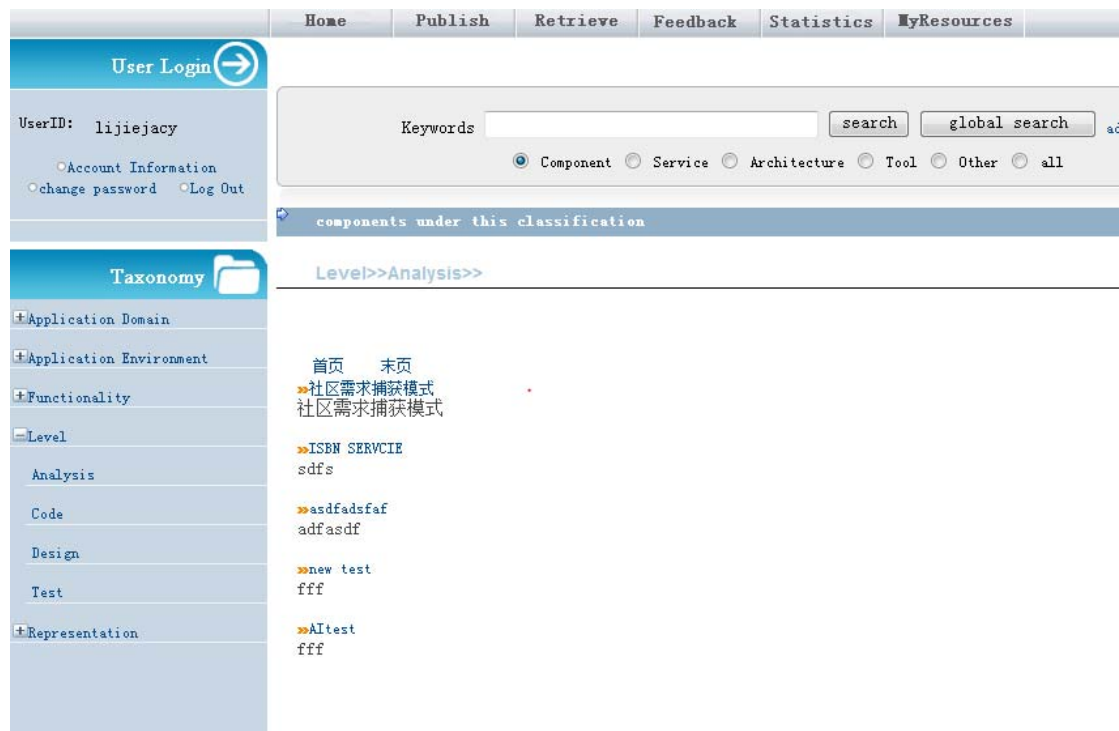 Home Publish Retrieve Feedback Statistics MyResources
User Login
UserID: lijiejacy
Account Information
change password Log Out
Keywords search global search
Component Service Architecture Tool Other all
components under this classification
Taxonomy
Level>>Analysis>>
Application Domain
Application Environment
Functionality
Level
Analysis
Code
Design
Test
Representation
首页 末页
»社区需求捕获模式
社区需求捕获模式
»ISBN SERVCIE
sdfs
»asdfadsfaf
adfasdf
»new test
fff
»AItest
fff